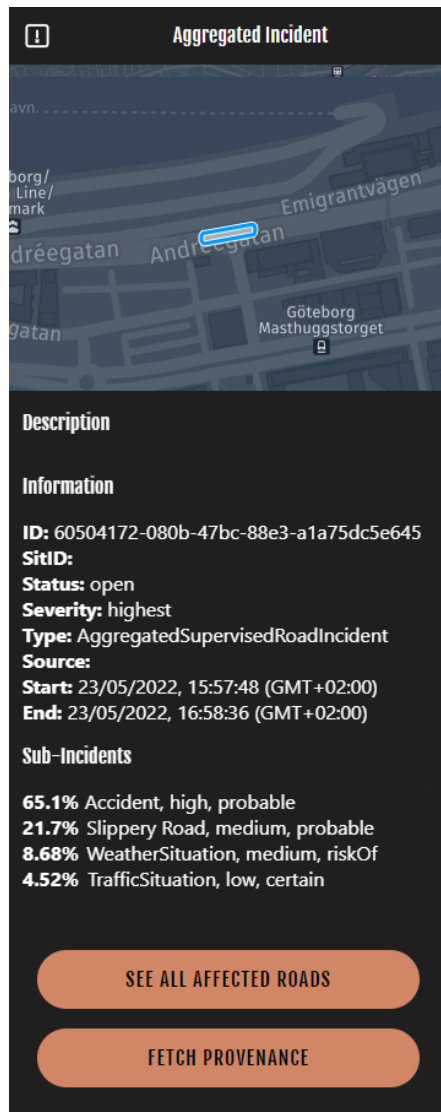 Aggregated Incident
avn.
borg/
Line/
mark
Emigrantvägen
dréegatan
Andréegatan
Göteborg
Masthuggstorget
gatan
Description
Information
ID: 60504172-080b-47bc-88e3-a1a75dc5e645
SitID:
Status: open
Severity: highest
Type: AggregatedSupervisedRoadIncident
Source:
Start: 23/05/2022, 15:57:48 (GMT+02:00)
End: 23/05/2022, 16:58:36 (GMT+02:00)
Sub-Incidents
65.1% Accident, high, probable
21.7% Slippery Road, medium, probable
8.68% WeatherSituation, medium, riskOf
4.52% TrafficSituation, low, certain
SEE ALL AFFECTED ROADS
FETCH PROVENANCE